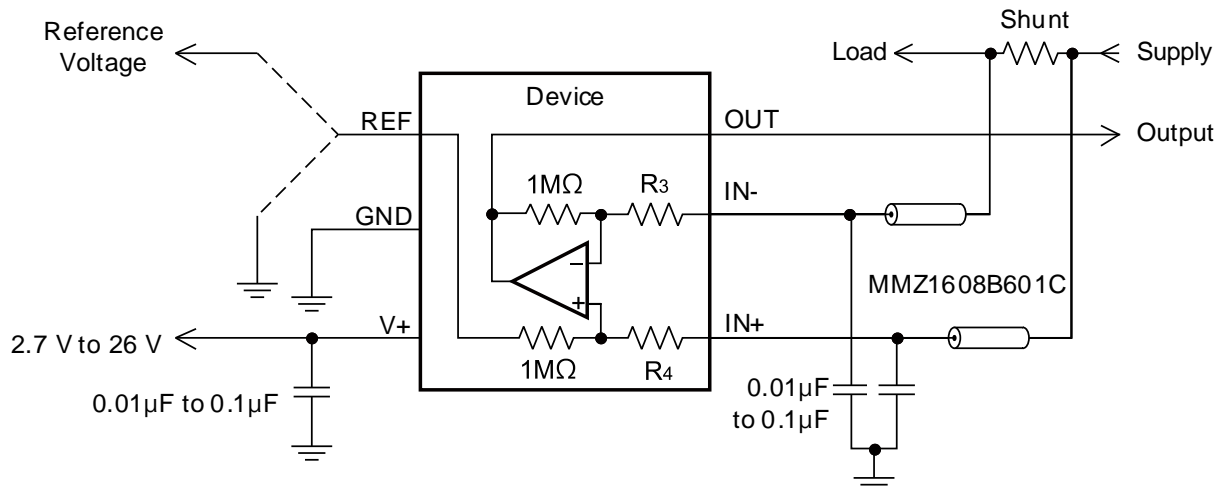 Reference
Voltage
Shunt
Load
Supply
Device
REF
OUT
Output
1MΩ
R3
IN-
GND
−
MMZ1608B601C
+
V+
IN+
2.7 V to 26 V
1MΩ
R4
0.01µF to 0.1µF
0.01µF
to 0.1µF